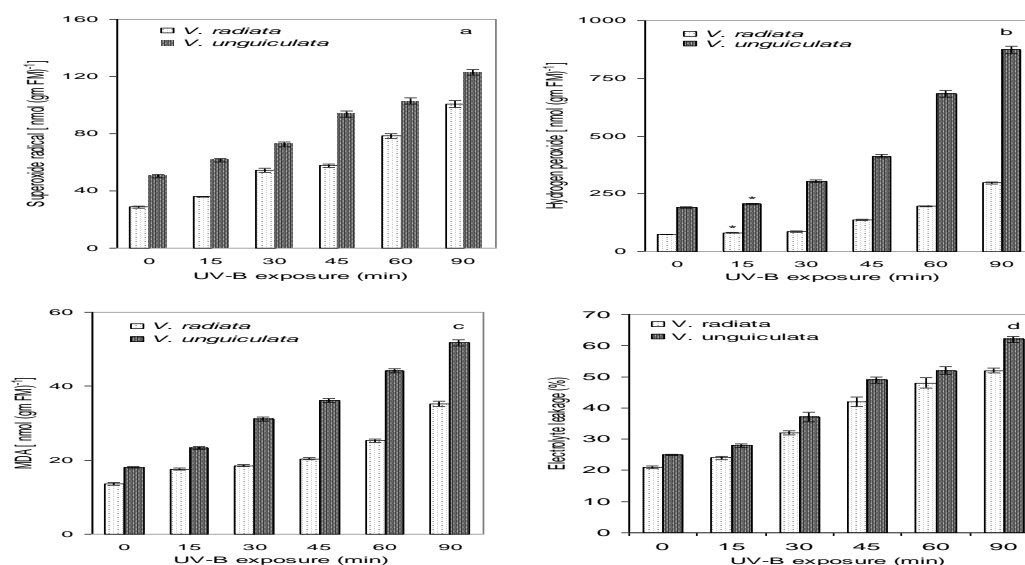 160
120
80
40
0
Superoxide radical [ nmol (gm FM)⁻¹]
V. radiata
V. unguiculata
a
0 15 30 45 60 90
UV-B exposure (min)
1000
750
500
250
0
Hydrogen peroxide [ nmol (gm FM)⁻¹]
V. radiata
V. unguiculata
b
* *
0 15 30 45 60 90
UV-B exposure (min)
60
40
20
0
MDA [ nmol (gm FM)⁻¹]
V. radiata
V. unguiculata
c
0 15 30 45 60 90
UV-B exposure (min)
70
60
50
40
30
20
10
0
Electrolyte leakage (%)
V. radiata
V. unguiculata
d
0 15 30 45 60 90
UV-B exposure (min)